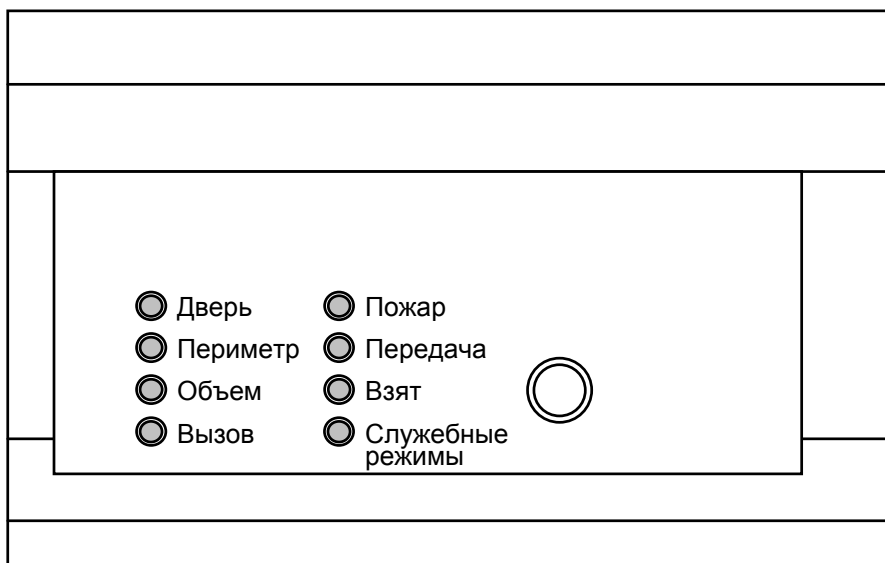 Дверь
Периметр
Объем
Вызов
Пожар
Передача
Взят
Служебные
режимы